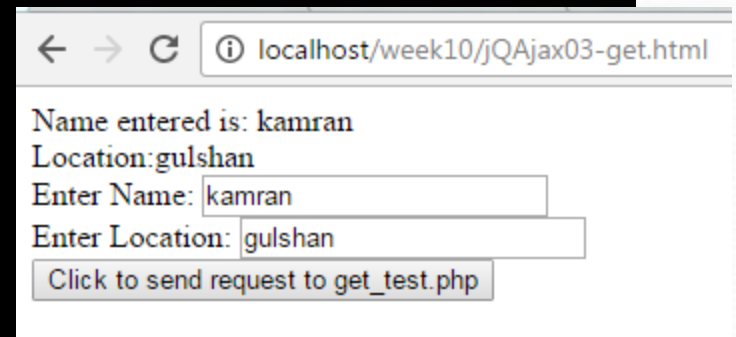 localhost/week10/jQAjax03-get.html
Name entered is: kamran
Location:gulshan
Enter Name: kamran
Enter Location: gulshan
Click to send request to get_test.php